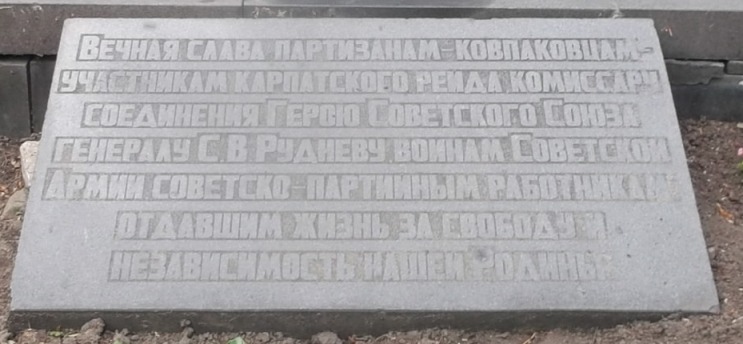 Вечная слава партизанам-ковпаковцам-
участникам Карпатского рейда, комиссару
соединения Герою Советского Союза
генералу С.В. Рудневу, воинам Советской
Армии, советско-партийным работникам
отдавшим жизнь за свободу и
независимость нашей Родины